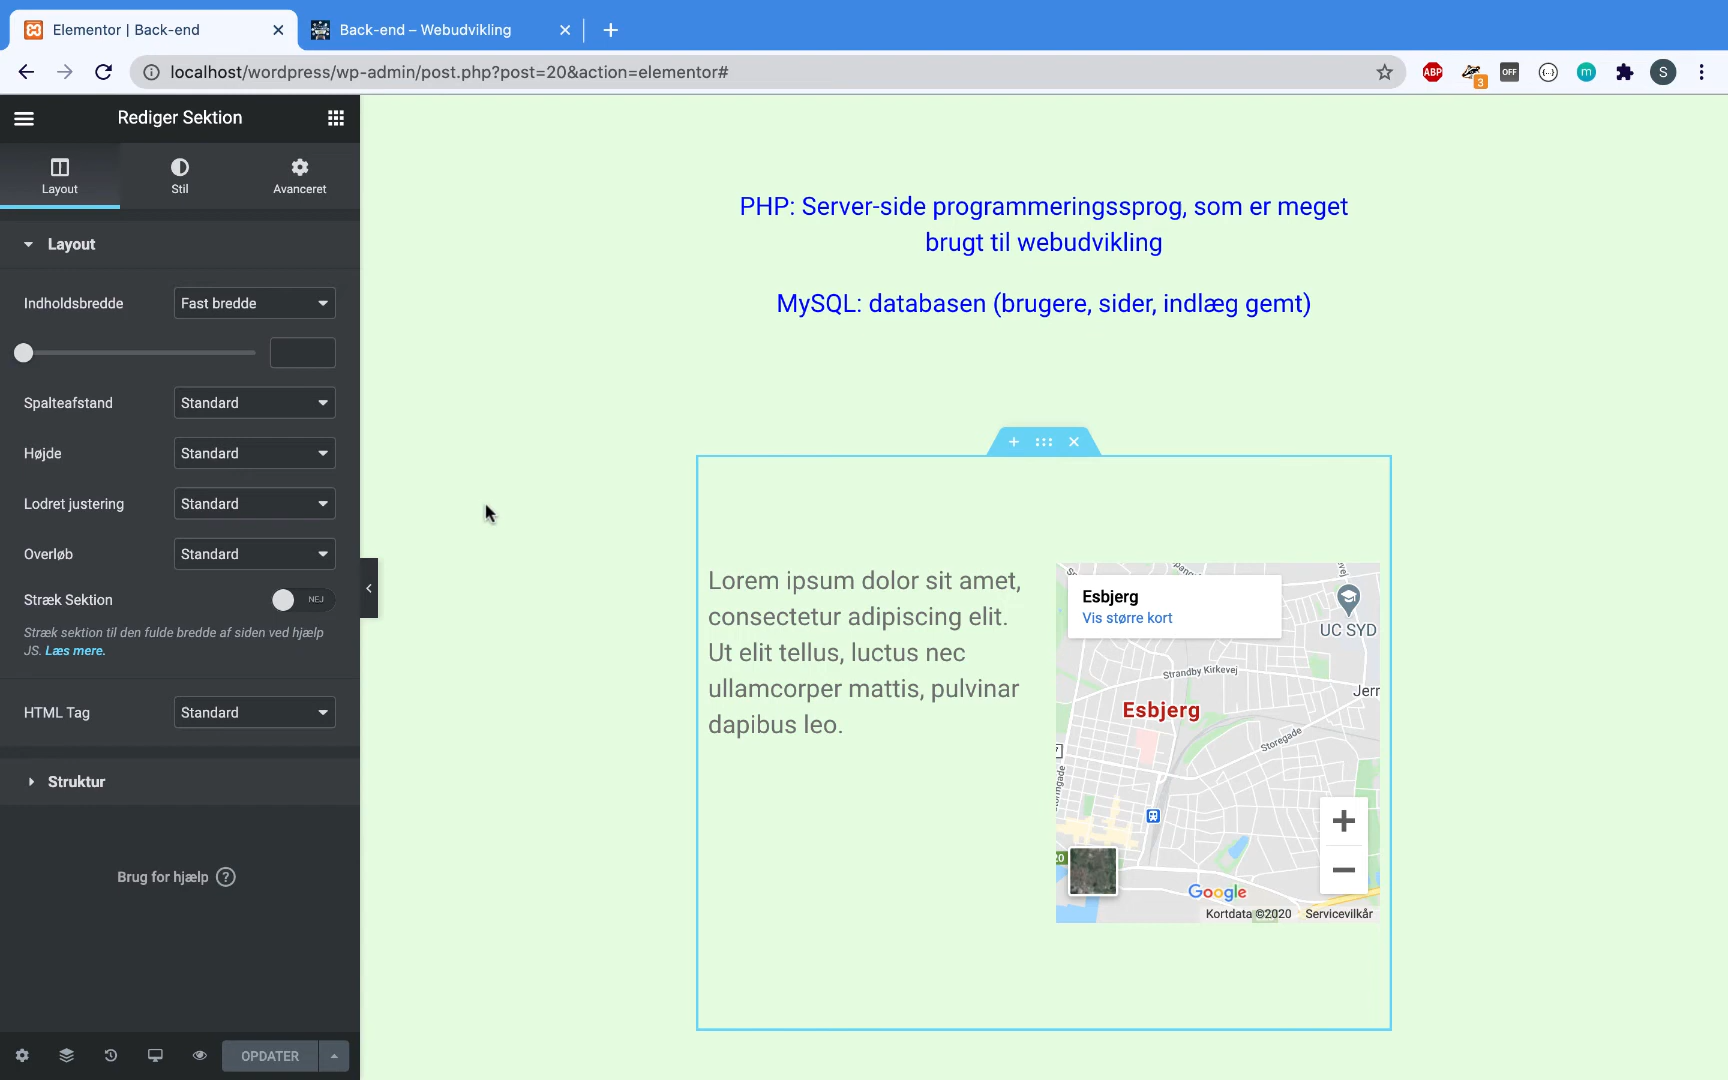 Elementor | Back-end
Back-end – Webudvikling
localhost/wordpress/wp-admin/post.php?post=20&action=elementor#
ABP
3
OFF
{··}
m
S
Rediger Sektion
Layout
Stil
Avanceret
Layout
Indholdsbredde
Fast bredde
Spalteafstand
Standard
Højde
Standard
Lodret justering
Standard
Overløb
Standard
Stræk Sektion
NEJ
Stræk sektion til den fulde bredde af siden ved hjælp
JS. Læs mere.
HTML Tag
Standard
Struktur
Brug for hjælp ?
OPDATER
PHP: Server-side programmeringssprog, som er meget
brugt til webudvikling
MySQL: databasen (brugere, sider, indlæg gemt)
Lorem ipsum dolor sit amet,
consectetur adipiscing elit.
Ut elit tellus, luctus nec
ullamcorper mattis, pulvinar
dapibus leo.
Esbjerg
Vis større kort
UC SYD
Strandby Kirkevej
Jerr
Esbjerg
Storegade
20
Google
Kortdata ©2020
Servicevilkår